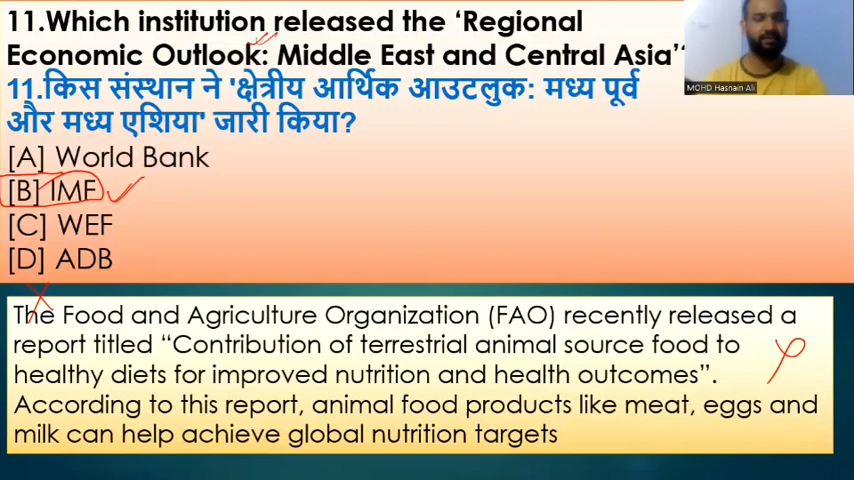 11.Which institution released the ‘Regional
Economic Outlook: Middle East and Central Asia’‘
11.किस संस्थान ने 'क्षेत्रीय आर्थिक आउटलुक: मध्य पूर्व
और मध्य एशिया' जारी किया?
[A] World Bank
[B] IMF
[C] WEF
[D] ADB
MOHD Hasnain Ali
The Food and Agriculture Organization (FAO) recently released a
report titled “Contribution of terrestrial animal source food to
healthy diets for improved nutrition and health outcomes”.
According to this report, animal food products like meat, eggs and
milk can help achieve global nutrition targets